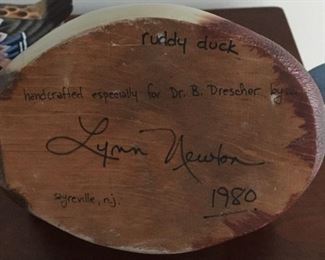 ruddy duck
handcrafted especially for Dr. B. Drescher by...
Lynn Newton
Sayreville, n.j.
1980